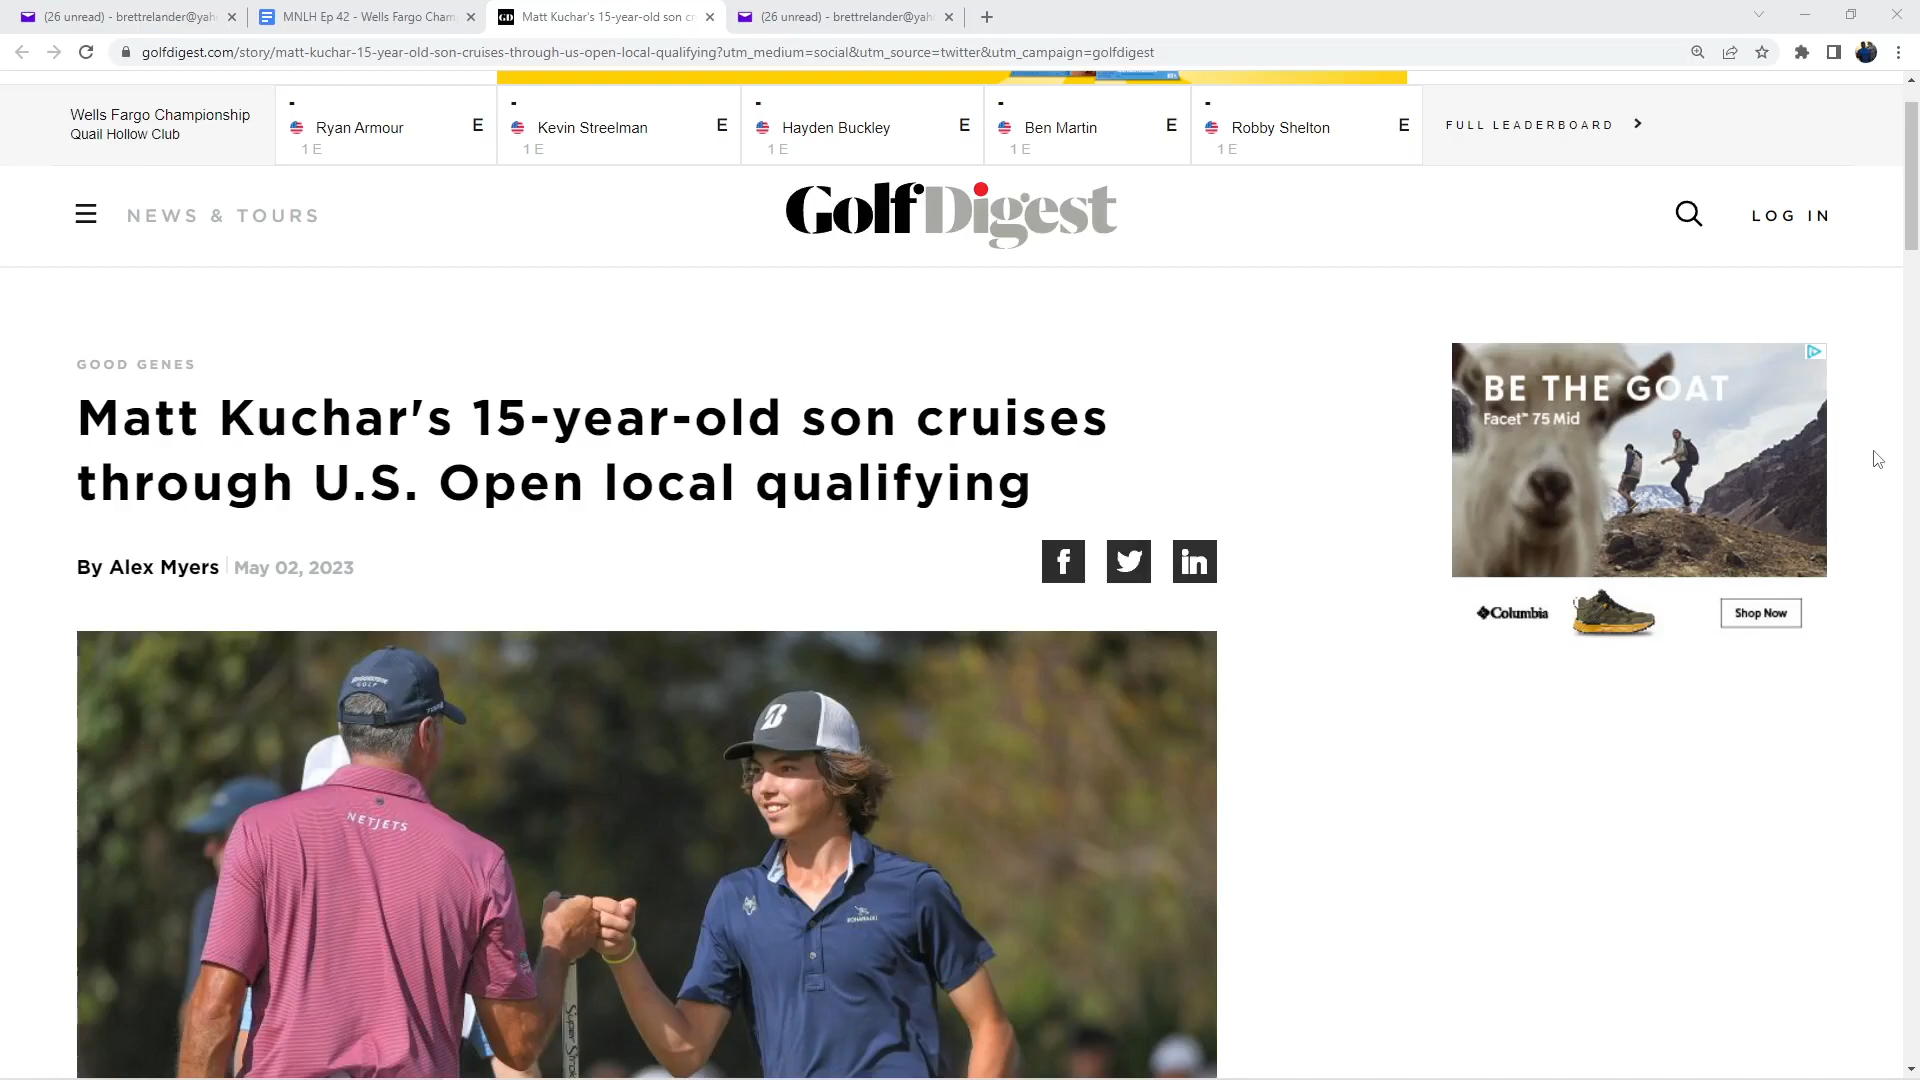 (26 unread) - brettrelander@yah
MNLH Ep 42 - Wells Fargo Cham
Matt Kuchar's 15-year-old son c
(26 unread) - brettrelander@yah
golfdigest.com/story/matt-kuchar-15-year-old-son-cruises-through-us-open-local-qualifying?utm_medium=social&utm_source=twitter&utm_campaign=golfdigest
Wells Fargo Championship
Quail Hollow Club
-
Ryan Armour E
1 E
-
Kevin Streelman E
1 E
-
Hayden Buckley E
1 E
-
Ben Martin E
1 E
-
Robby Shelton E
1 E
FULL LEADERBOARD
NEWS & TOURS
GolfDigest
LOG IN
GOOD GENES
Matt Kuchar's 15-year-old son cruises
through U.S. Open local qualifying
By Alex Myers May 02, 2023
BE THE GOAT
Facet™ 75 Mid
Columbia
Shop Now
BRIDGESTONE
GOLF
B
NETJETS